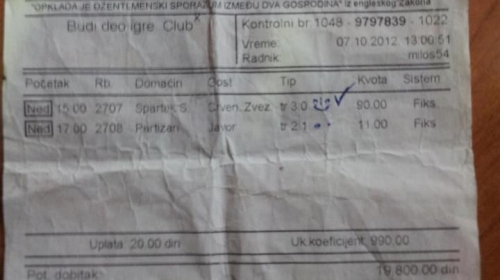 "OPKLADA JE DŽENTLMENSKI SPORAZUM IZMEĐU DVA GOSPODINA" iz engleskog zakona
Budi deo igre. Club X
Kontrolni br. 1048 - 9797839 - 1022
Vreme: 07.10.2012. 13:00:51
Radnik: milos54
Početak Rb. Domaćin Gost Tip Kvota Sistem
Ned 15:00 2707 Spartak S. Crven. Zvez tr 3:0 90,00 Fiks
Ned 17:00 2708 Partizan Javor tr 2:1 11,00 Fiks
Uplata: 20.00 din Uk.koeficijent: 990,00
Pot. dobitak: 19,800.00 din